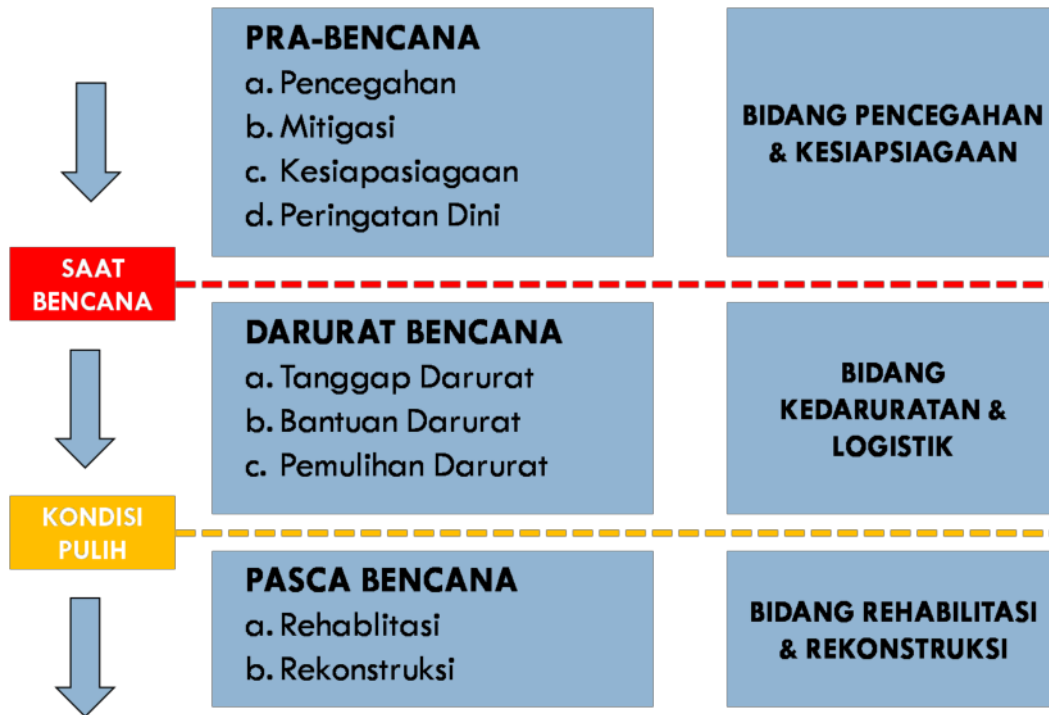 PRA-BENCANA
a. Pencegahan
b. Mitigasi
c. Kesiapasiagaan
d. Peringatan Dini
BIDANG PENCEGAHAN
& KESIAPSIAGAAN
SAAT
BENCANA
DARURAT BENCANA
a. Tanggap Darurat
b. Bantuan Darurat
c. Pemulihan Darurat
BIDANG
KEDARURATAN &
LOGISTIK
KONDISI
PULIH
PASCA BENCANA
a. Rehablitasi
b. Rekonstruksi
BIDANG REHABILITASI
& REKONSTRUKSI